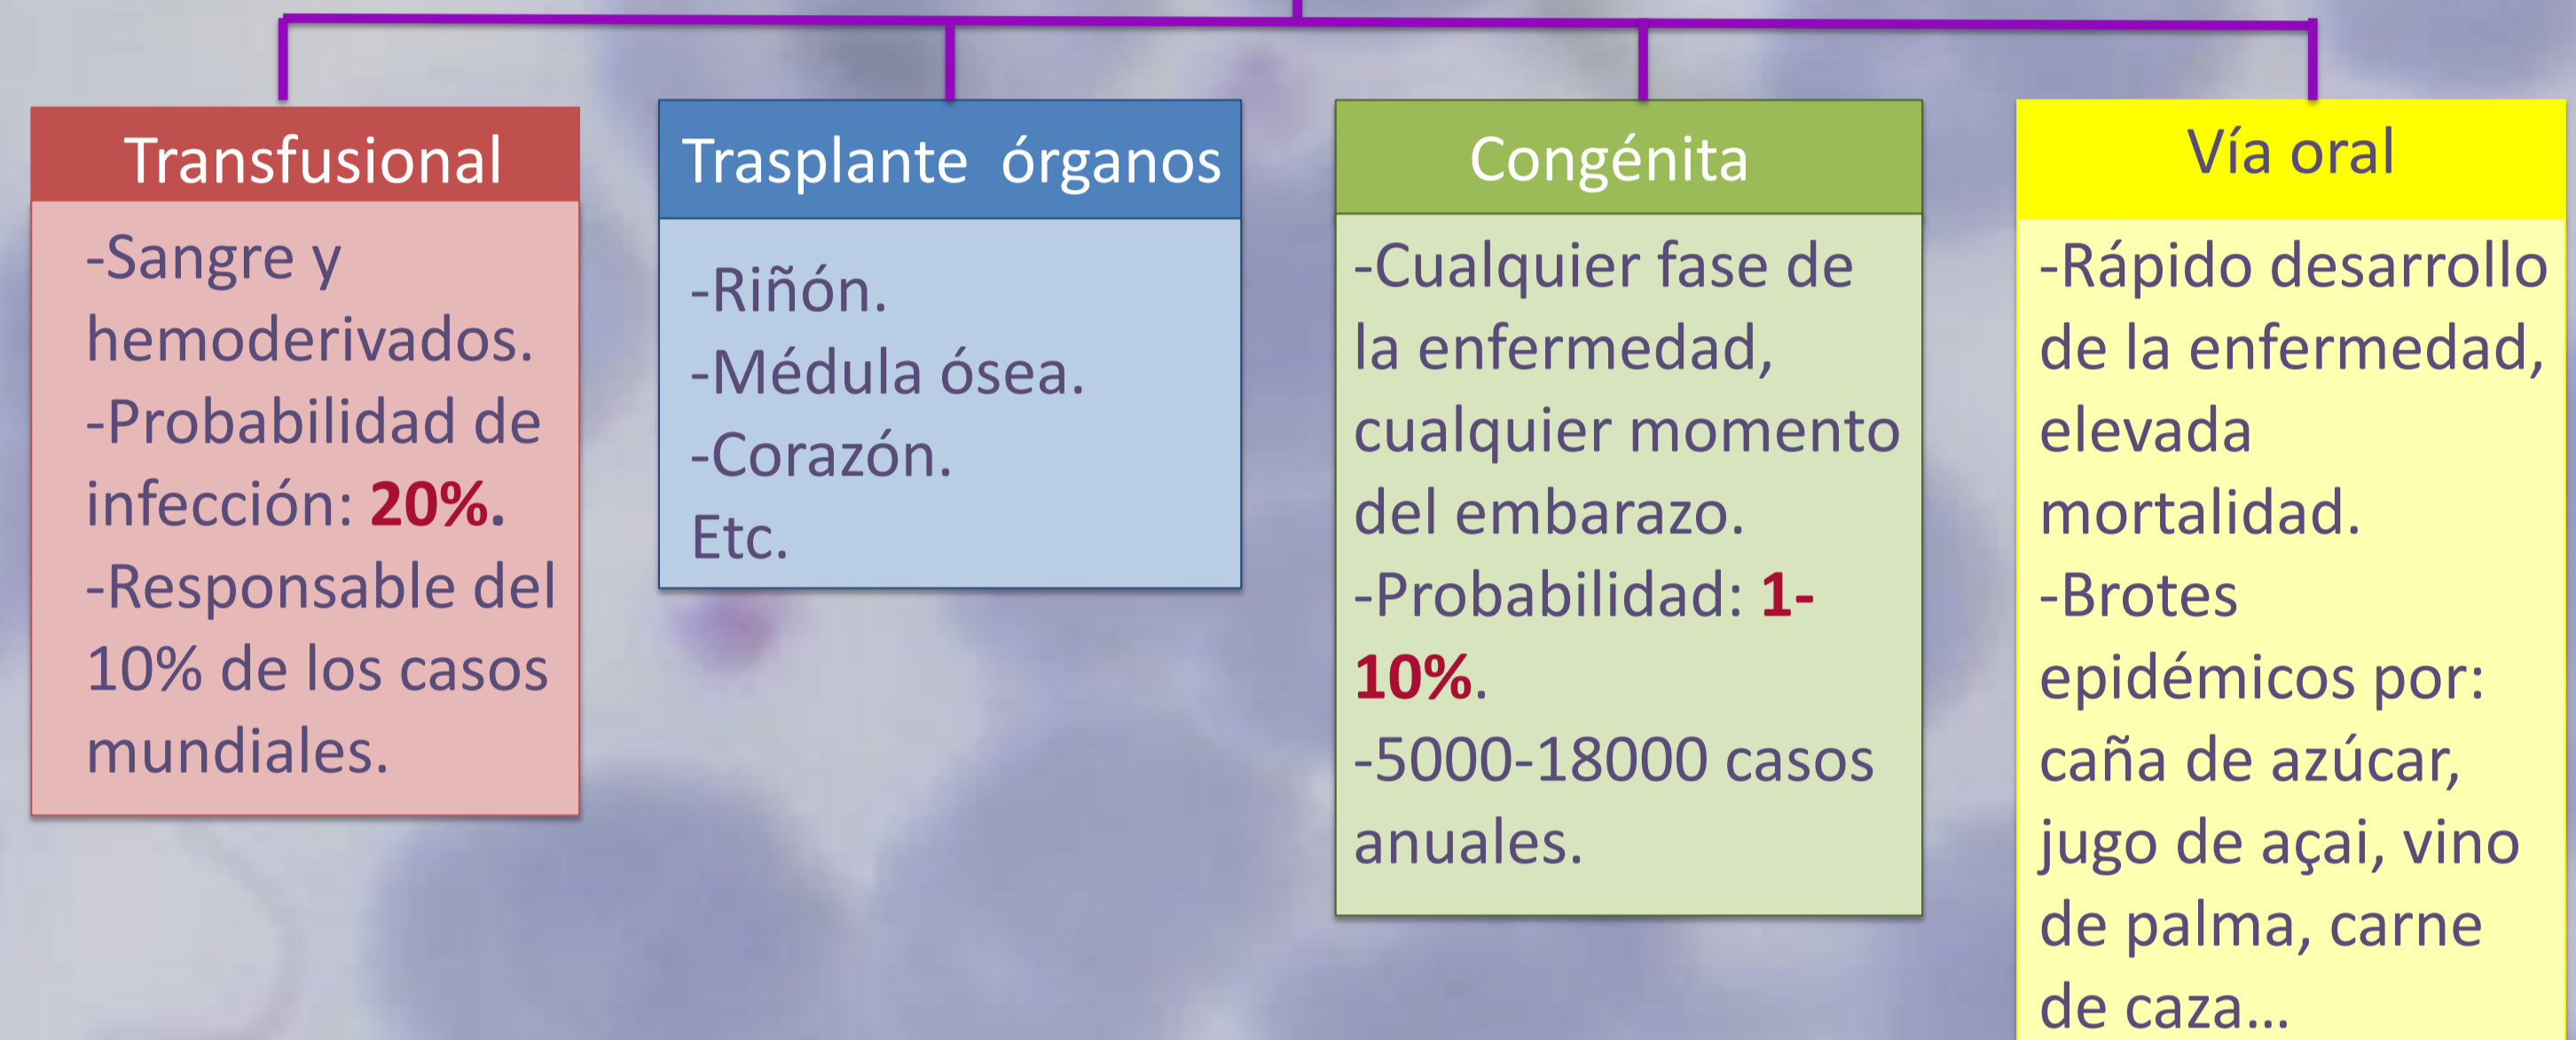 Transfusional
-Sangre y
hemoderivados.
-Probabilidad de
infección: 20%.
-Responsable del
10% de los casos
mundiales.
Trasplante órganos
-Riñón.
-Médula ósea.
-Corazón.
Etc.
Congénita
-Cualquier fase de
la enfermedad,
cualquier momento
del embarazo.
-Probabilidad: 1-
10%.
-5000-18000 casos
anuales.
Vía oral
-Rápido desarrollo
de la enfermedad,
elevada
mortalidad.
-Brotes
epidémicos por:
caña de azúcar,
jugo de açai, vino
de palma, carne
de caza...